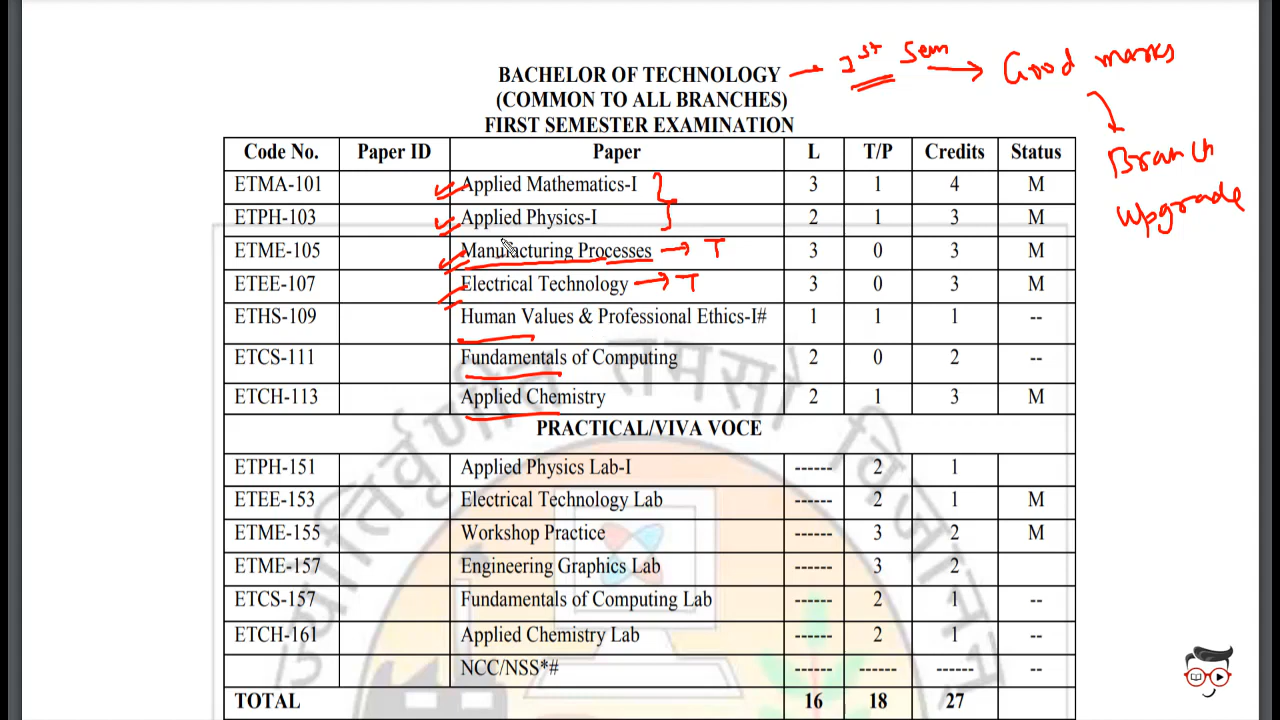 BACHELOR OF TECHNOLOGY → 1st Sem → Good marks
(COMMON TO ALL BRANCHES)
FIRST SEMESTER EXAMINATION
Branch
Upgrade
Code No. Paper ID Paper L T/P Credits Status
ETMA-101 Applied Mathematics-I 3 1 4 M
ETPH-103 Applied Physics-I 2 1 3 M
ETME-105 Manufacturing Processes → T 3 0 3 M
ETEE-107 Electrical Technology → T 3 0 3 M
ETHS-109 Human Values & Professional Ethics-I# 1 1 1 --
ETCS-111 Fundamentals of Computing 2 0 2 --
ETCH-113 Applied Chemistry 2 1 3 M
PRACTICAL/VIVA VOCE
ETPH-151 Applied Physics Lab-I ------ 2 1
ETEE-153 Electrical Technology Lab ------ 2 1 M
ETME-155 Workshop Practice ------ 3 2 M
ETME-157 Engineering Graphics Lab ------ 3 2
ETCS-157 Fundamentals of Computing Lab ------ 2 1 --
ETCH-161 Applied Chemistry Lab ------ 2 1 --
NCC/NSS*# ------ ------ ------ --
TOTAL 16 18 27